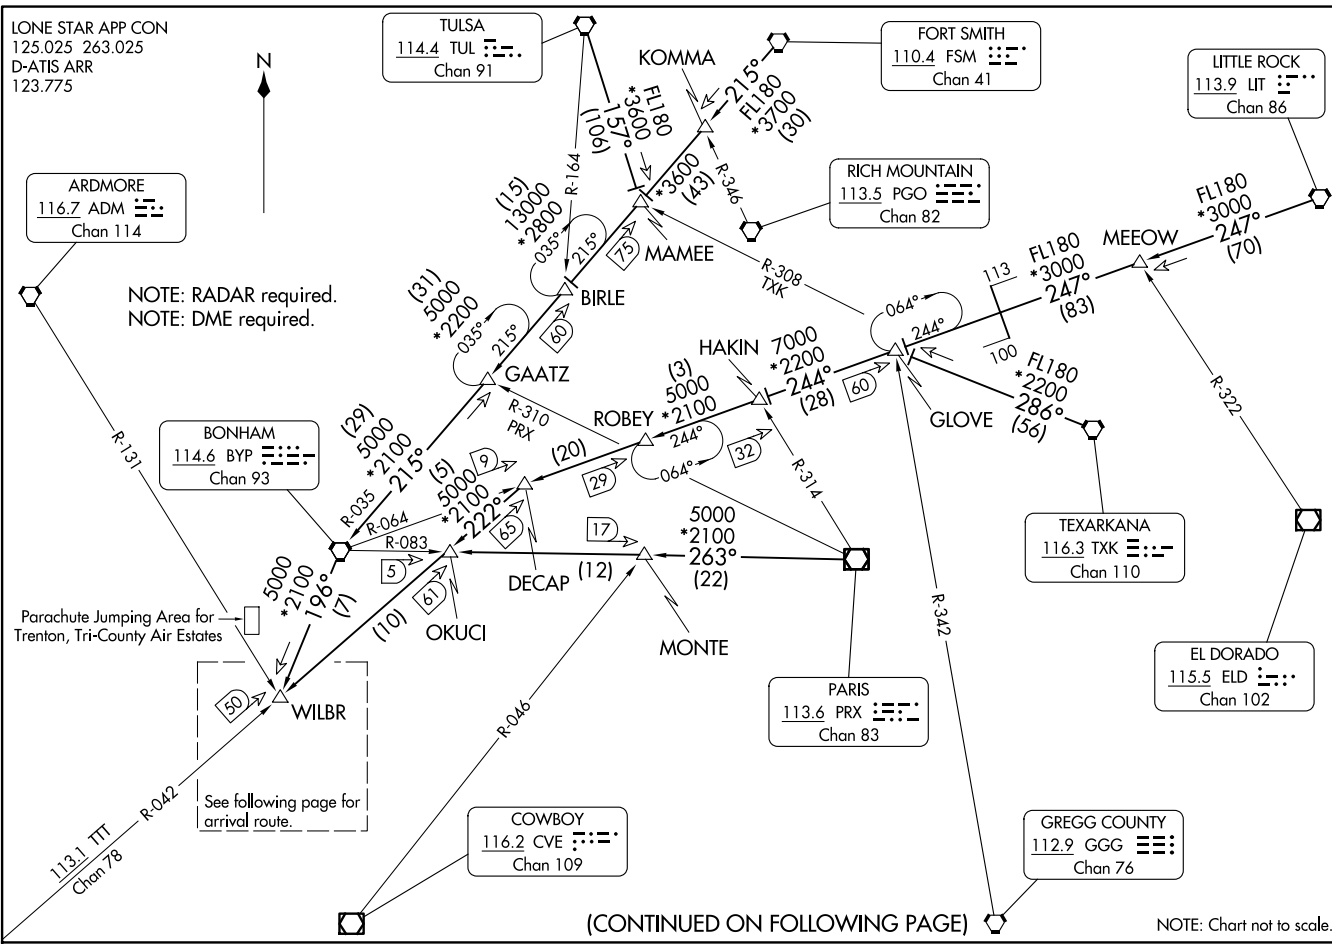 LONE STAR APP CON
125.025 263.025
D-ATIS ARR
123.775
N
TULSA
114.4 TUL
Chan 91
KOMMA
FORT SMITH
110.4 FSM
Chan 41
LITTLE ROCK
113.9 LIT
Chan 86
215°
FL180
*3700
(30)
FL180
*3600
157°
(106)
R-164
*3600
(43)
R-346
RICH MOUNTAIN
113.5 PGO
Chan 82
ARDMORE
116.7 ADM
Chan 114
(15)
13000
*2800
035°
215°
75
MAMEE
R-308
TXK
MEEOW
FL180
*3000
247°
(70)
FL180
*3000
247°
(83)
113
100
NOTE: RADAR required.
NOTE: DME required.
(31)
5000
*2200
035°
215°
60
BIRLE
GAATZ
064°
244°
HAKIN
7000
*2200
244°
(28)
60
GLOVE
FL180
*2200
286°
(56)
R-322
R-310
PRX
ROBEY
(3)
5000
*2100
244°
064°
32
R-314
R-131
BONHAM
114.6 BYP
Chan 93
(29)
5000
*2100
215°
R-035
(20)
29
9
(5)
5000
*2100
222°
65
R-064
R-083
5
17
5000
*2100
263°
(22)
(12)
DECAP
TEXARKANA
116.3 TXK
Chan 110
5000
*2100
196°
(7)
Parachute Jumping Area for
Trenton, Tri-County Air Estates
61
(10)
OKUCI
MONTE
R-342
EL DORADO
115.5 ELD
Chan 102
PARIS
113.6 PRX
Chan 83
50
WILBR
R-046
R-042
See following page for
arrival route.
113.1 TTT
Chan 78
COWBOY
116.2 CVE
Chan 109
GREGG COUNTY
112.9 GGG
Chan 76
(CONTINUED ON FOLLOWING PAGE)
NOTE: Chart not to scale.